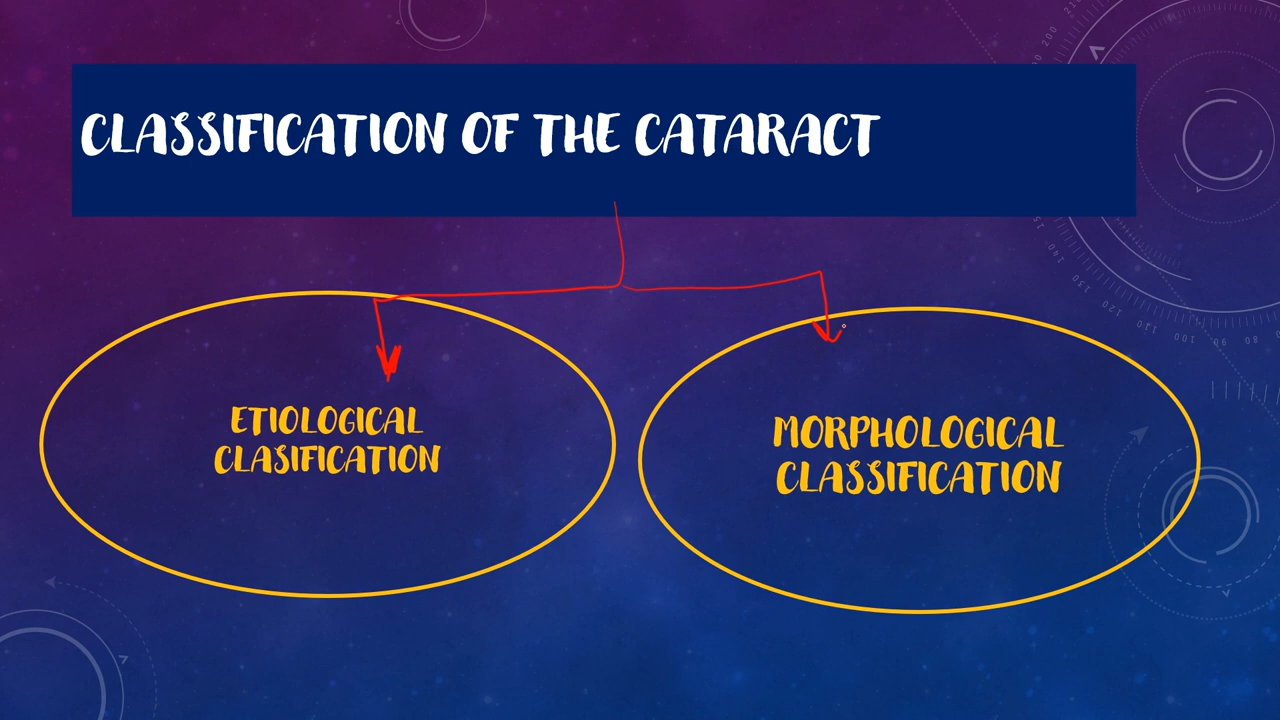 CLASSIFICATION OF THE CATARACT
ETIOLOGICAL
CLASIFICATION
MORPHOLOGICAL
CLASSIFICATION